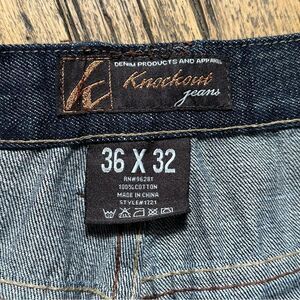 DENIM PRODUCTS AND APPAREL
Knockout
jeans
36 X 32
RN#96281
100%COTTON
MADE IN CHINA
STYLE#1721